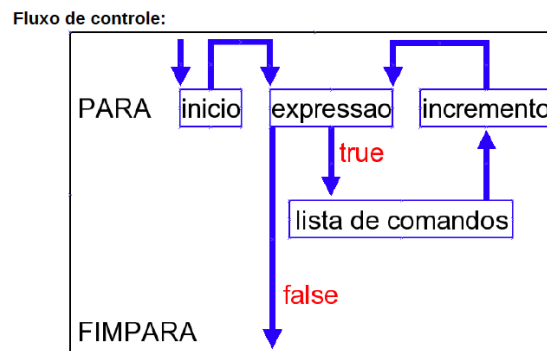 Fluxo de controle:
PARA inicio expressao incremento
true
lista de comandos
false
FIMPARA